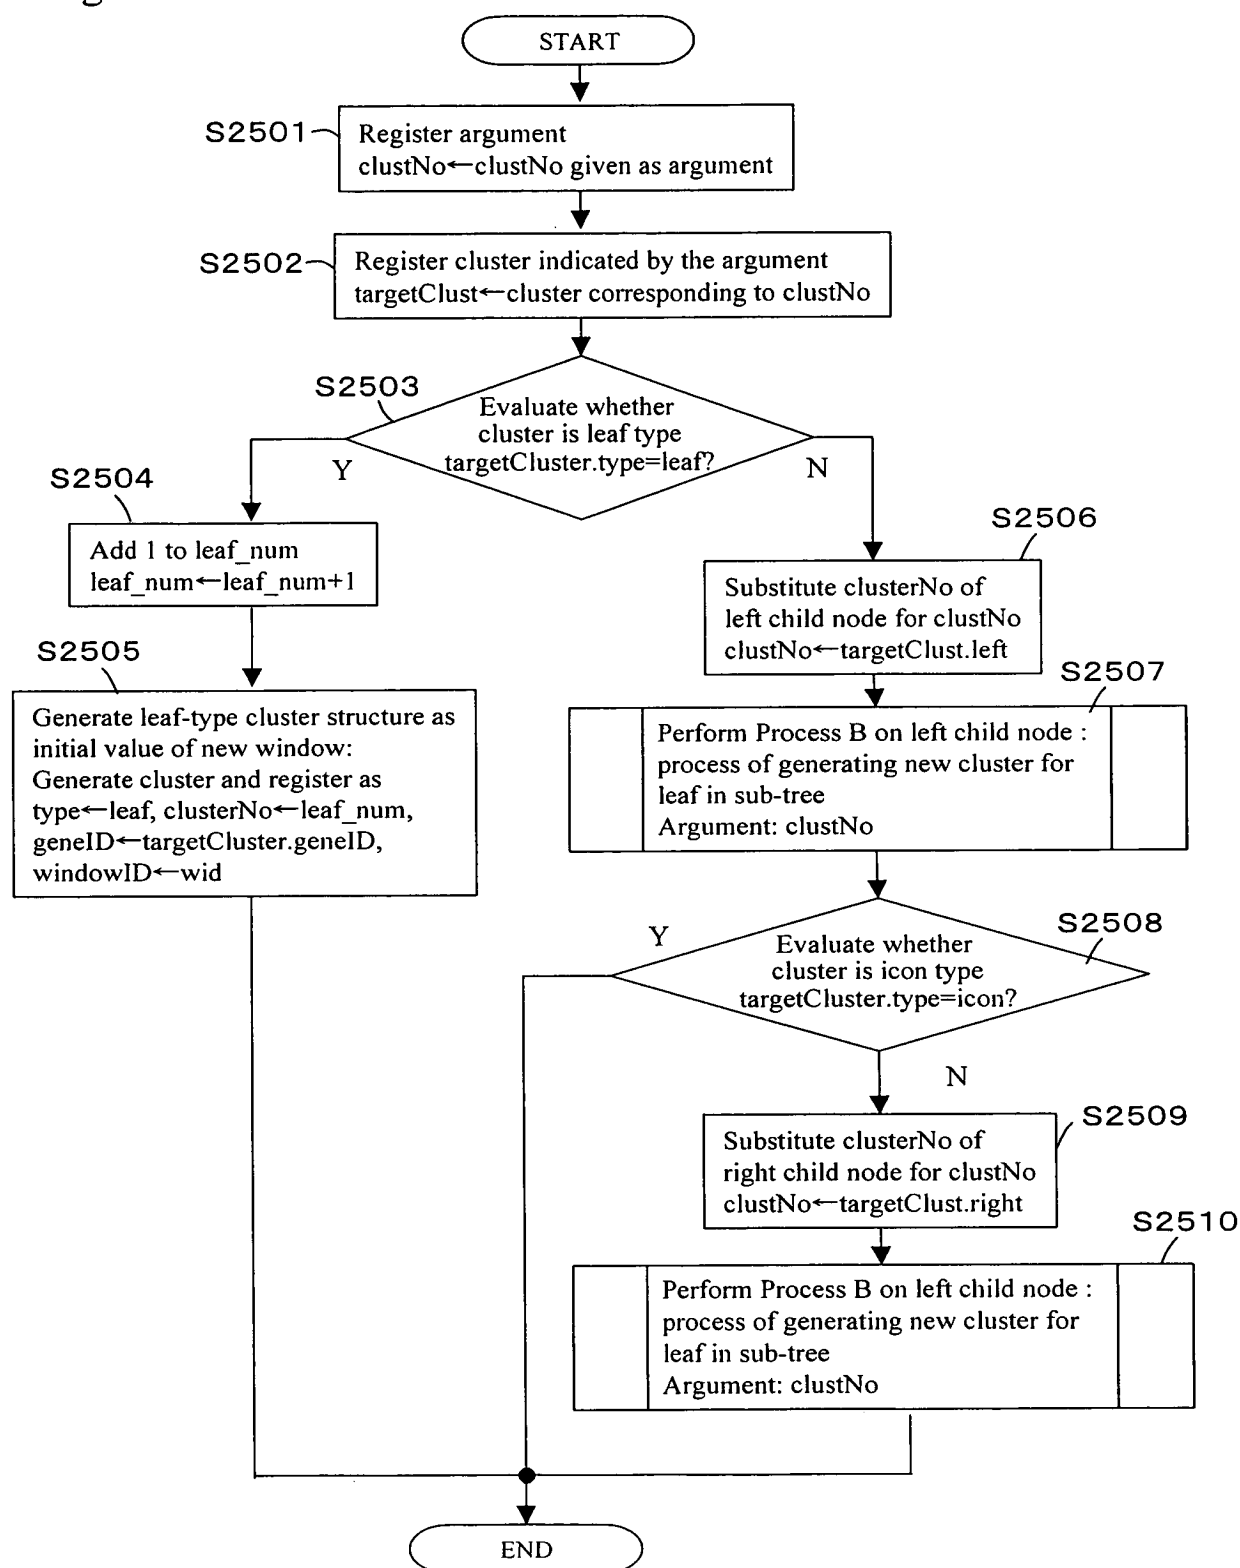 START
S2501
Register argument
clustNo←clustNo given as argument
S2502
Register cluster indicated by the argument
targetClust←cluster corresponding to clustNo
S2503
Evaluate whether
cluster is leaf type
targetCluster.type=leaf?
Y
N
S2504
Add 1 to leaf_num
leaf_num←leaf_num+1
S2505
Generate leaf-type cluster structure as
initial value of new window:
Generate cluster and register as
type←leaf, clusterNo←leaf_num,
geneID←targetCluster.geneID,
windowID←wid
S2506
Substitute clusterNo of
left child node for clustNo
clustNo←targetClust.left
S2507
Perform Process B on left child node :
process of generating new cluster for
leaf in sub-tree
Argument: clustNo
S2508
Evaluate whether
cluster is icon type
targetCluster.type=icon?
Y
N
S2509
Substitute clusterNo of
right child node for clustNo
clustNo←targetClust.right
S2510
Perform Process B on left child node :
process of generating new cluster for
leaf in sub-tree
Argument: clustNo
END